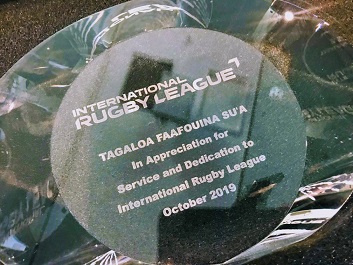 INTERNATIONAL
RUGBY LEAGUE
TAGALOA FAAFOUINA SU'A
In Appreciation for
Service and Dedication to
International Rugby League
October 2019